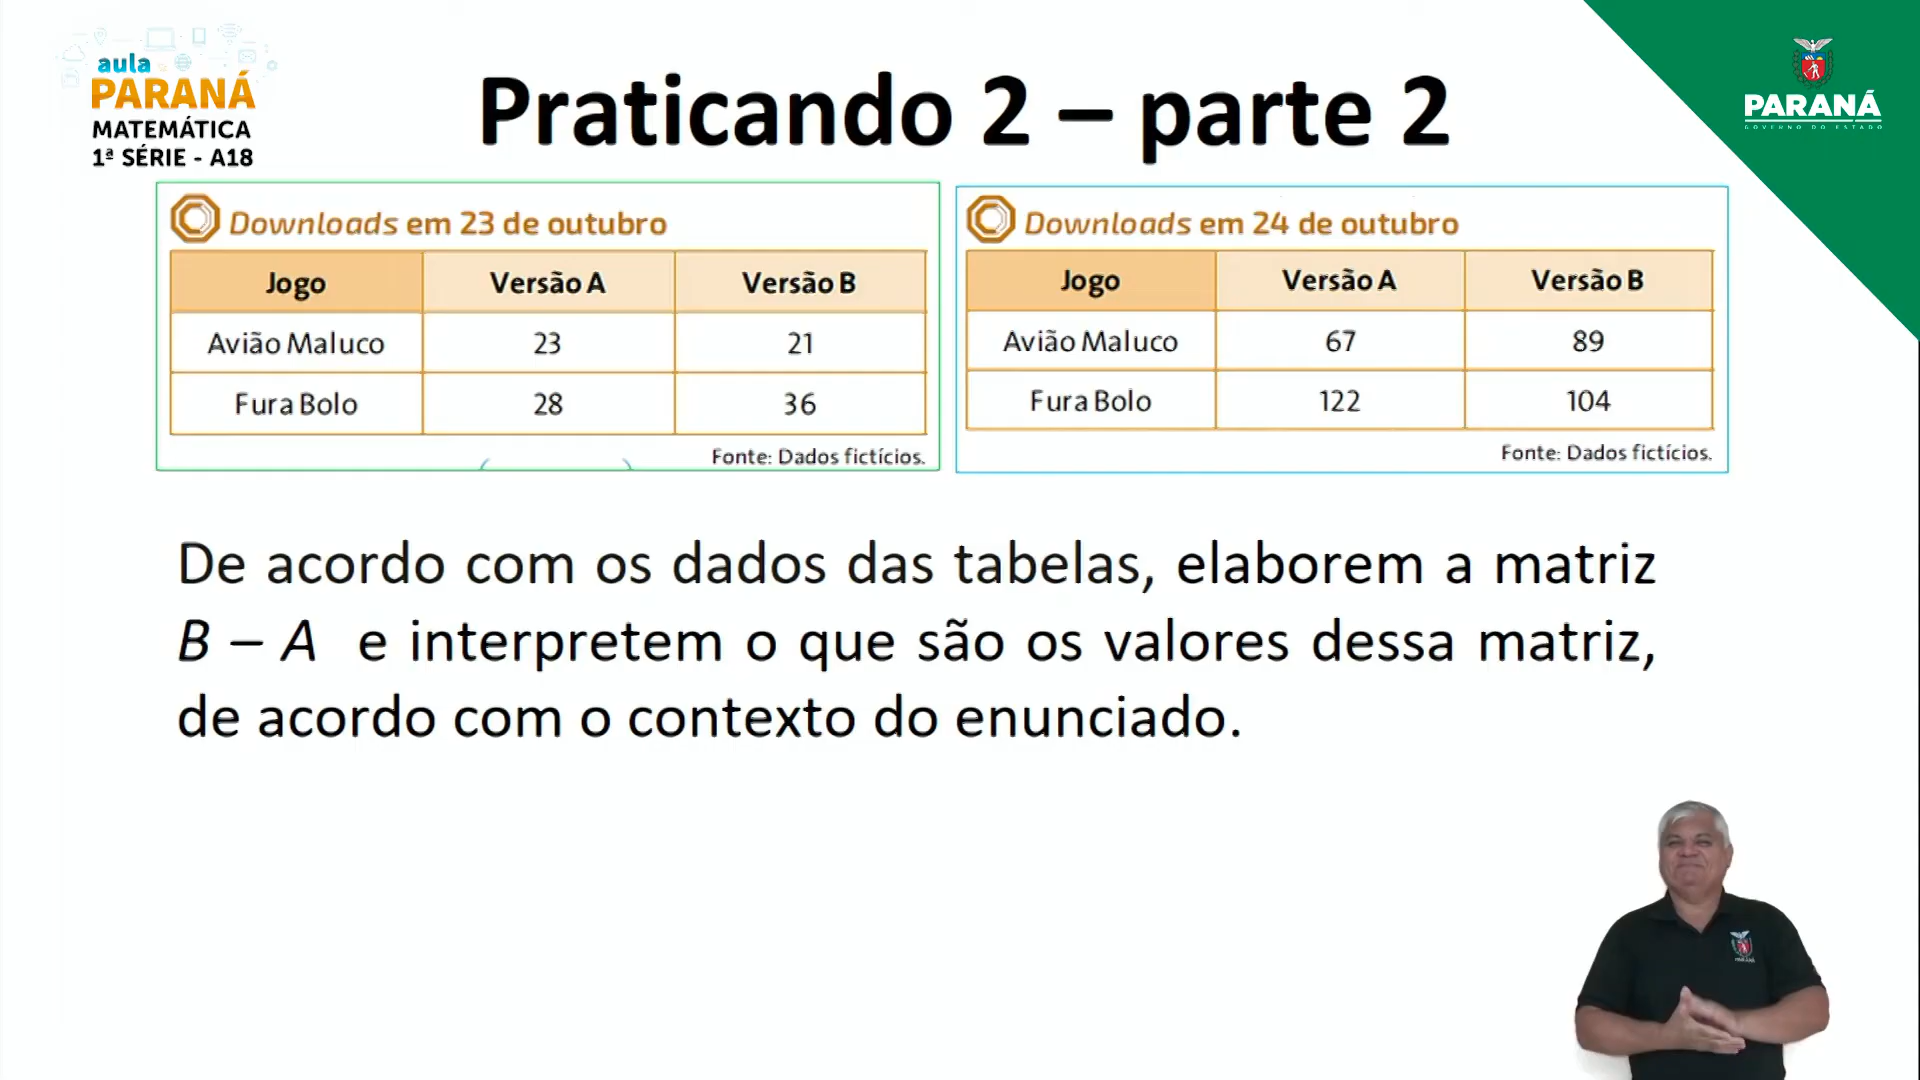 aula
PARANÁ
MATEMÁTICA
1ª SÉRIE - A18
Praticando 2 – parte 2
PARANÁ
GOVERNO DO ESTADO
Downloads em 23 de outubro
Jogo Versão A Versão B
Avião Maluco 23 21
Fura Bolo 28 36
Fonte: Dados fictícios.
Downloads em 24 de outubro
Jogo Versão A Versão B
Avião Maluco 67 89
Fura Bolo 122 104
Fonte: Dados fictícios.
De acordo com os dados das tabelas, elaborem a matriz
B – A e interpretem o que são os valores dessa matriz,
de acordo com o contexto do enunciado.
PARANÁ